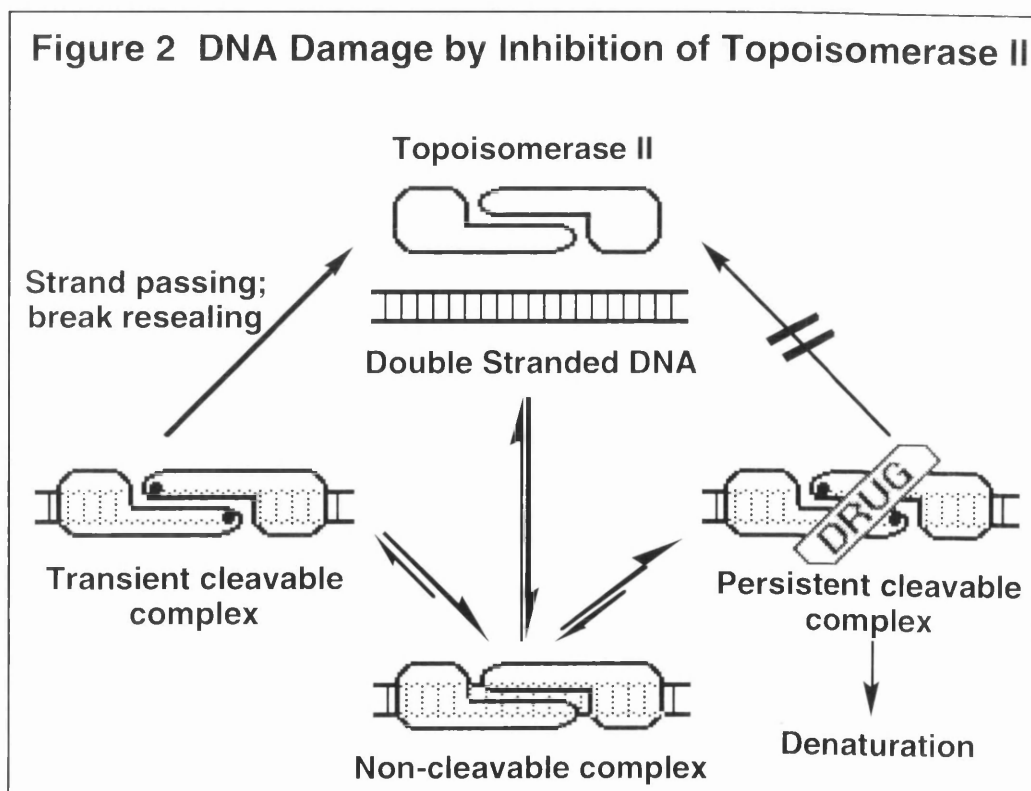 Figure 2 DNA Damage by Inhibition of Topoisomerase II
Topoisomerase II
Strand passing;
break resealing
Double Stranded DNA
DRUG
Transient cleavable
complex
Persistent cleavable
complex
Non-cleavable complex
Denaturation